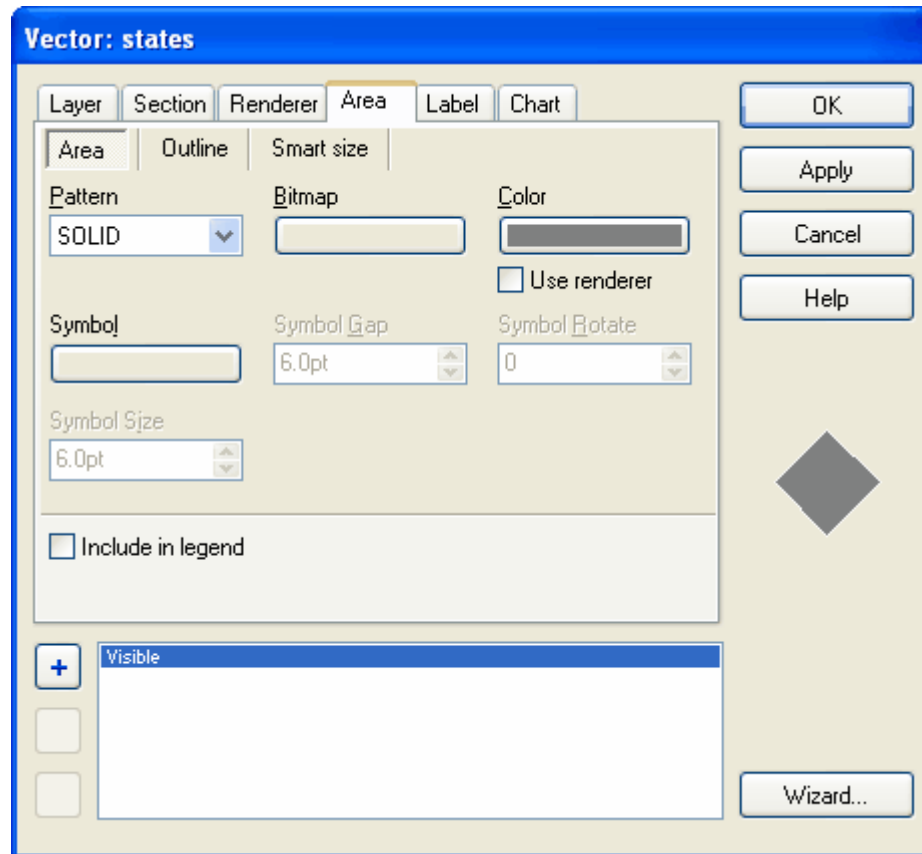 Vector: states
Layer Section Renderer Area Label Chart
OK
Area Outline Smart size
Apply
Pattern Bitmap Color
SOLID
Cancel
Use renderer
Help
Symbol Symbol Gap Symbol Rotate
6.0pt 0
Symbol Size
6.0pt
Include in legend
+
Visible
Wizard...